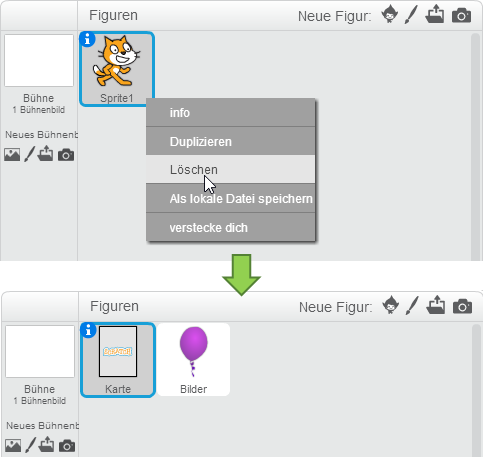 Figuren
Neue Figur:
Bühne
1 Bühnenbild
Neues Bühnenb
Sprite1
info
Duplizieren
Löschen
Als lokale Datei speichern
verstecke dich
Figuren
Neue Figur:
Bühne
1 Bühnenbild
Neues Bühnenb
SCRATCH
Karte
Bilder